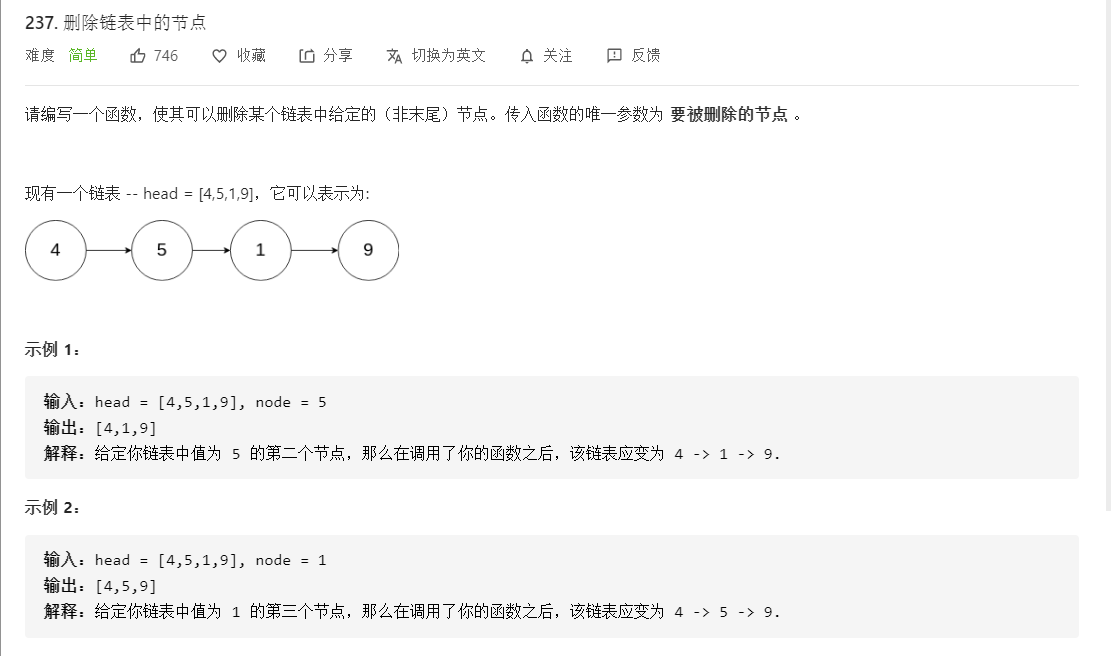 237. 删除链表中的节点
难度 简单 746 收藏 分享 切换为英文 关注 反馈
请编写一个函数，使其可以删除某个链表中给定的（非末尾）节点。传入函数的唯一参数为 要被删除的节点 。
现有一个链表 -- head = [4,5,1,9]，它可以表示为:
4 5 1 9
示例 1：
输入：head = [4,5,1,9], node = 5
输出：[4,1,9]
解释：给定你链表中值为 5 的第二个节点，那么在调用了你的函数之后，该链表应变为 4 -> 1 -> 9.
示例 2：
输入：head = [4,5,1,9], node = 1
输出：[4,5,9]
解释：给定你链表中值为 1 的第三个节点，那么在调用了你的函数之后，该链表应变为 4 -> 5 -> 9.